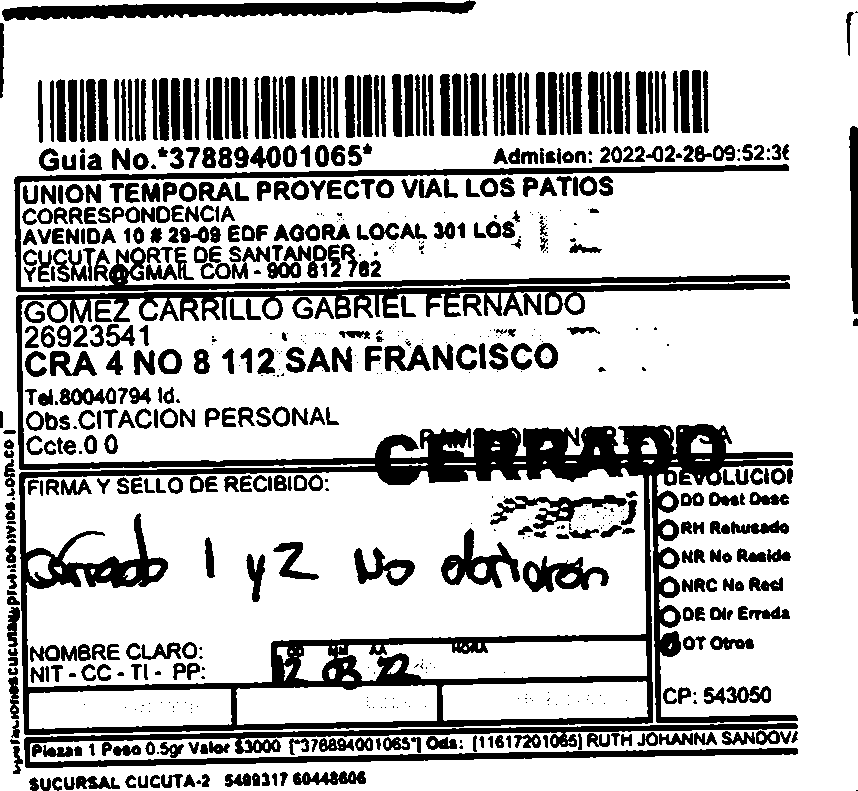 Guia No.*378894001065*
Admision: 2022-02-28-09:52:36
UNION TEMPORAL PROYECTO VIAL LOS PATIOS
CORRESPONDENCIA
AVENIDA 10 # 29-09 EDF AGORA LOCAL 301 LOS
CUCUTA NORTE DE SANTANDER
YEISMIR@GMAIL COM - 900 812 762
GOMEZ CARRILLO GABRIEL FERNANDO
26923541
CRA 4 NO 8 112 SAN FRANCISCO
Tel.80040794 Id.
Obs.CITACION PERSONAL
Ccte.0 0
CERRADO
FIRMA Y SELLO DE RECIBIDO:
Cerrado 1 y 2 No abrieron
NOMBRE CLARO:
NIT - CC - TI - PP:
DD MM AA HORA
12 03 22
DEVOLUCIO
DD Dest Desc
RH Rehusado
NR No Reside
NRC No Recl
DE Dir Errada
OT Otros
CP: 543050
Piezas 1 Peso 0.5gr Valor $3000 [*378894001065*] Ods: [11617201065] RUTH JOHANNA SANDOVA
SUCURSAL CUCUTA-2 5489317 60448606